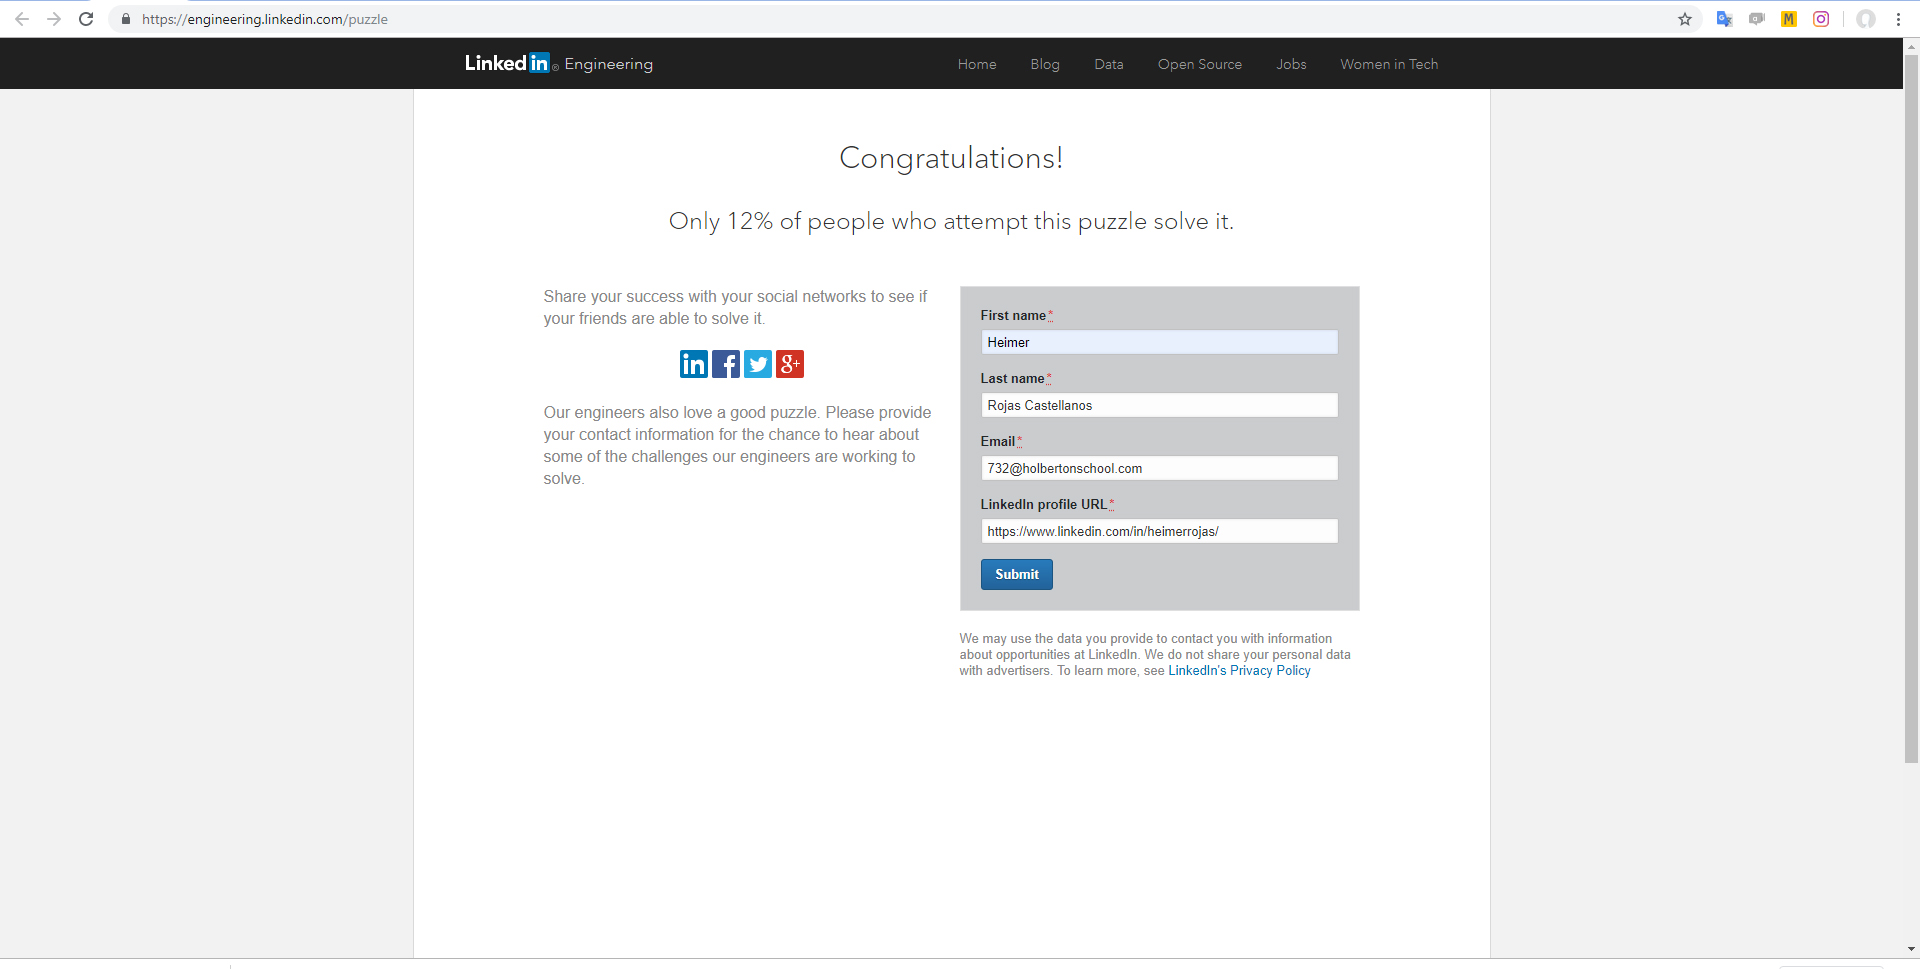 https://engineering.linkedin.com/puzzle
M
Linked in ® Engineering
Home Blog Data Open Source Jobs Women in Tech
Congratulations!
Only 12% of people who attempt this puzzle solve it.
Share your success with your social networks to see if
your friends are able to solve it.
in f g+
Our engineers also love a good puzzle. Please provide
your contact information for the chance to hear about
some of the challenges our engineers are working to
solve.
First name*
Heimer
Last name*
Rojas Castellanos
Email*
732@holbertonschool.com
LinkedIn profile URL*
https://www.linkedin.com/in/heimerrojas/
Submit
We may use the data you provide to contact you with information
about opportunities at LinkedIn. We do not share your personal data
with advertisers. To learn more, see LinkedIn's Privacy Policy